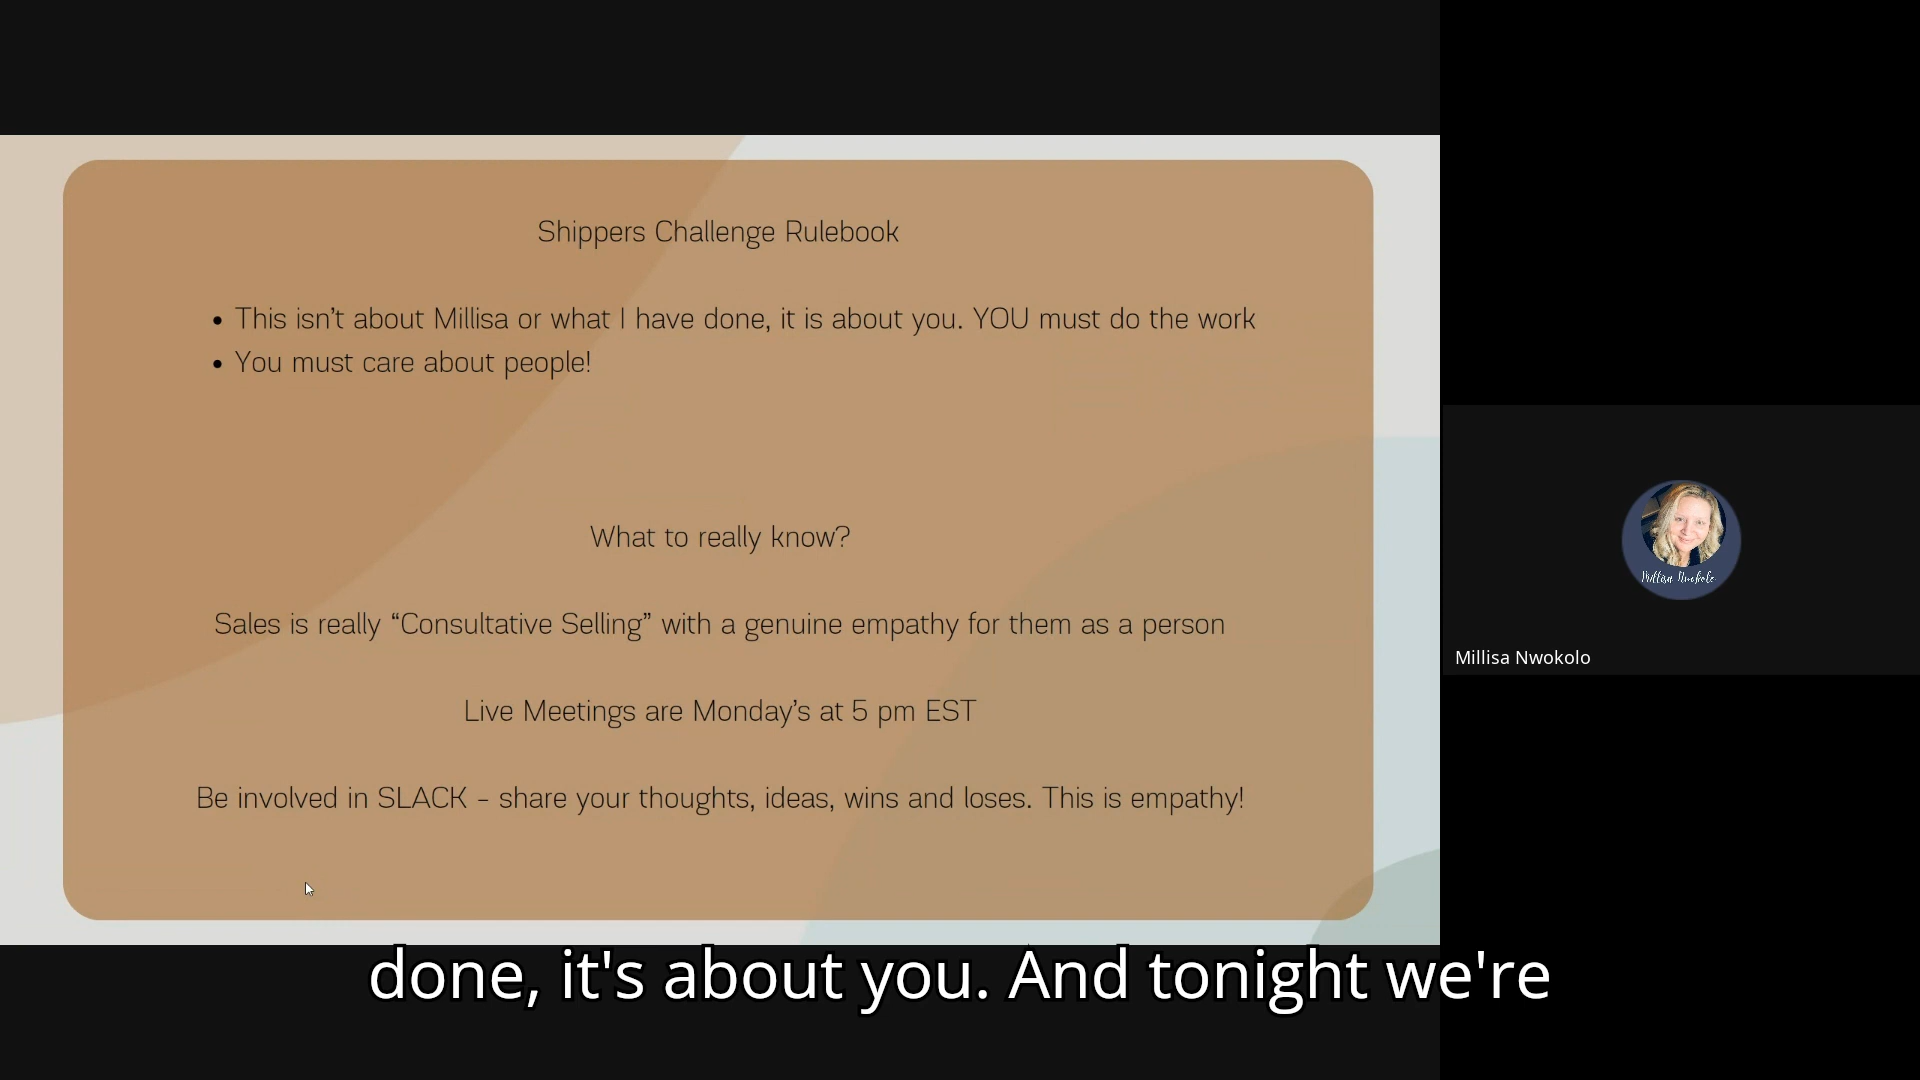 Shippers Challenge Rulebook
• This isn't about Millisa or what I have done, it is about you. YOU must do the work
• You must care about people!
What to really know?
Sales is really “Consultative Selling” with a genuine empathy for them as a person
Live Meetings are Monday's at 5 pm EST
Be involved in SLACK - share your thoughts, ideas, wins and loses. This is empathy!
Millisa Nwokolo
Millisa Nwokolo
done, it's about you. And tonight we're